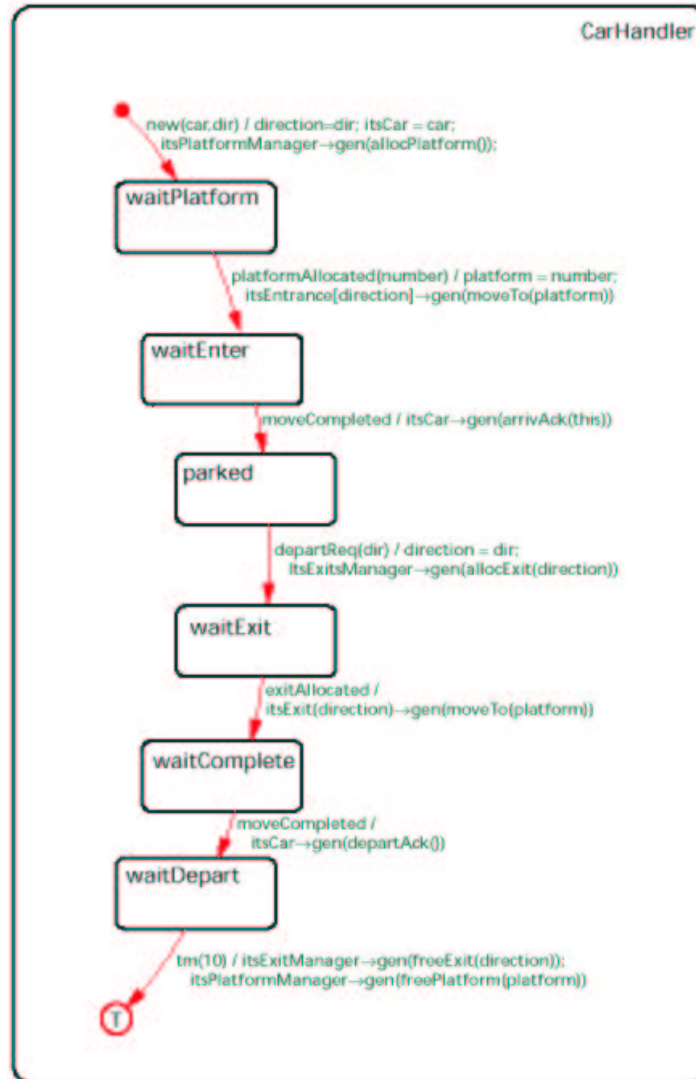 CarHandler
new(car,dir) / direction=dir; itsCar = car;
itsPlatformManager→gen(allocPlatform());
waitPlatform
platformAllocated(number) / platform = number;
itsEntrance[direction]→gen(moveTo(platform))
waitEnter
moveCompleted / itsCar→gen(arrivAck(this))
parked
departReq(dir) / direction = dir;
ItsExitsManager→gen(allocExit(direction))
waitExit
exitAllocated /
itsExit(direction)→gen(moveTo(platform))
waitComplete
moveCompleted /
itsCar→gen(departAck())
waitDepart
tm(10) / itsExitManager→gen(freeExit(direction));
itsPlatformManager→gen(freePlatform(platform))
T